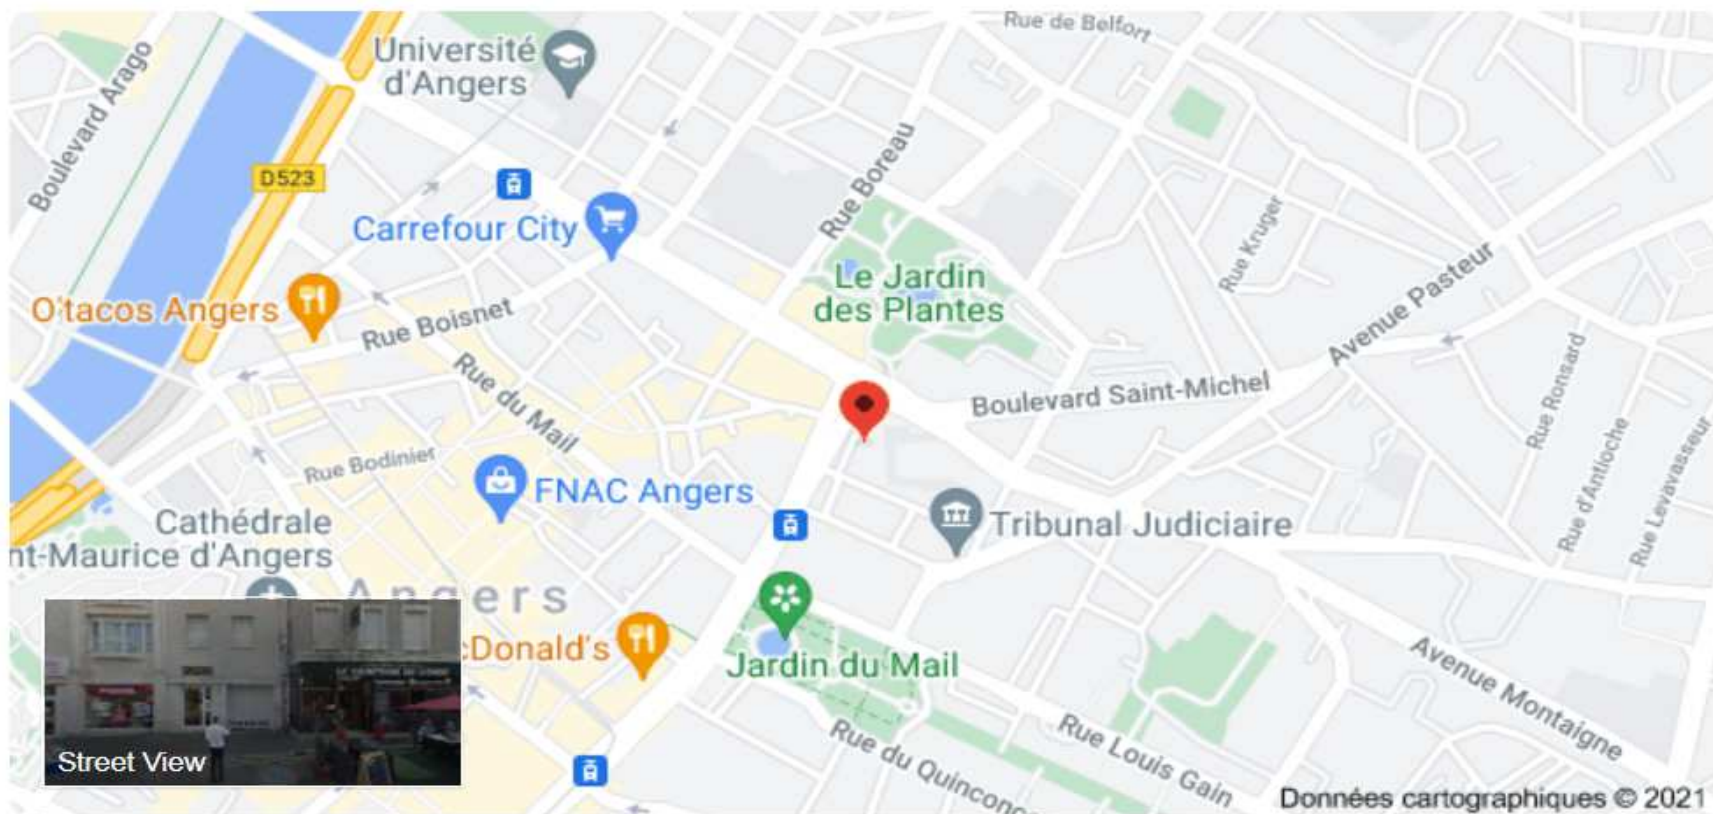 Rue de Belfort
Université
d'Angers
Boulevard Arago
Rue Boreau
D523
Carrefour City
Rue Kruger
Avenue Pasteur
Le Jardin
des Plantes
O'tacos Angers
Rue Boisnet
Rue du Mail
Boulevard Saint-Michel
Rue Ronsard
Rue Bodinier
FNAC Angers
Rue d'Antioche
Rue Levavasseur
Cathédrale
nt-Maurice d'Angers
Tribunal Judiciaire
Angers
cDonald's
Jardin du Mail
Avenue Montaigne
Rue Louis Gain
Rue du Quinconc
Street View
Données cartographiques © 2021